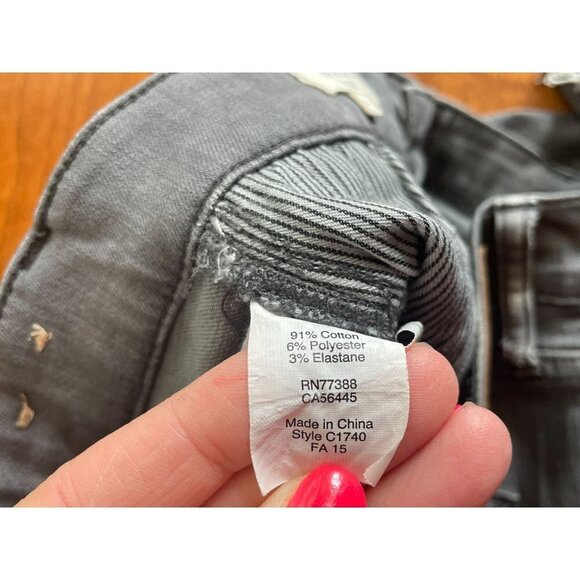 91% Cotton
6% Polyester
3% Elastane
RN77388
CA56445
Made in China
Style C1740
FA 15